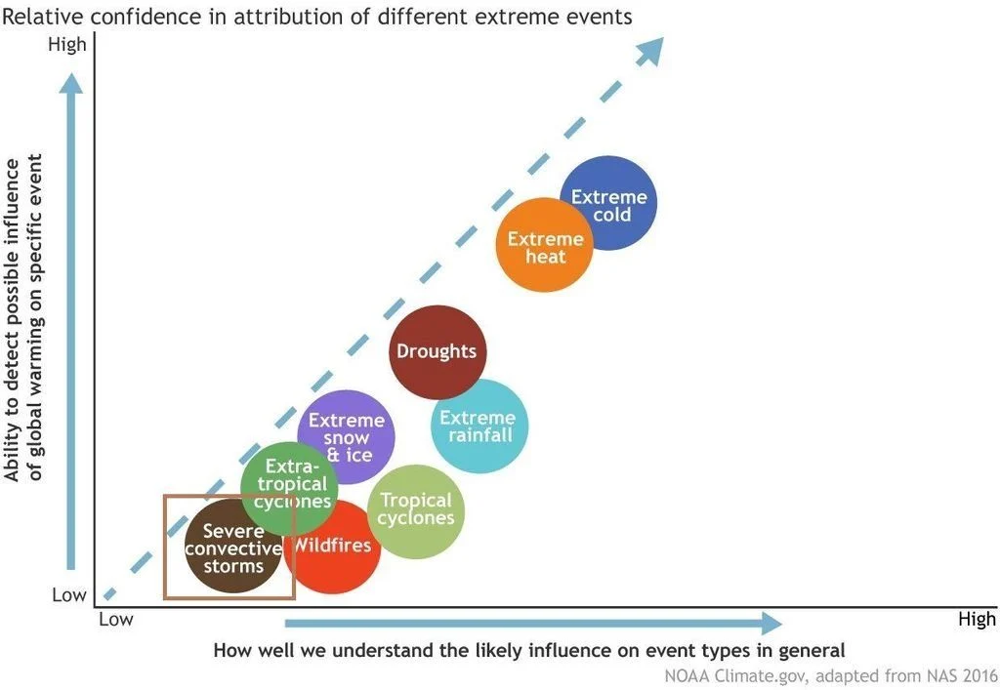 Relative confidence in attribution of different extreme events
High
Ability to detect possible influence
of global warming on specific event
Extreme
cold
Extreme
heat
Droughts
Extreme
rainfall
Extreme
snow
& ice
Extra-
tropical
cyclones
Tropical
cyclones
Severe
convective
storms
Wildfires
Low
Low
High
How well we understand the likely influence on event types in general
NOAA Climate.gov, adapted from NAS 2016